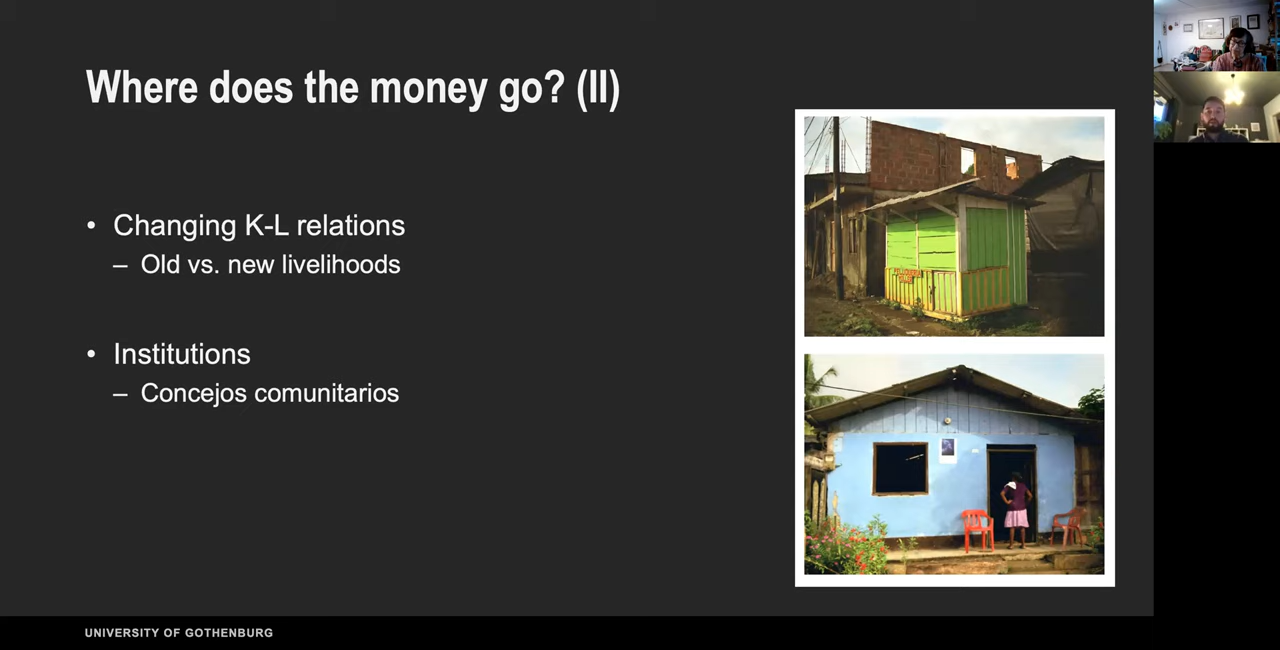 Where does the money go? (II)
• Changing K-L relations
– Old vs. new livelihoods
• Institutions
– Concejos comunitarios
UNIVERSITY OF GOTHENBURG